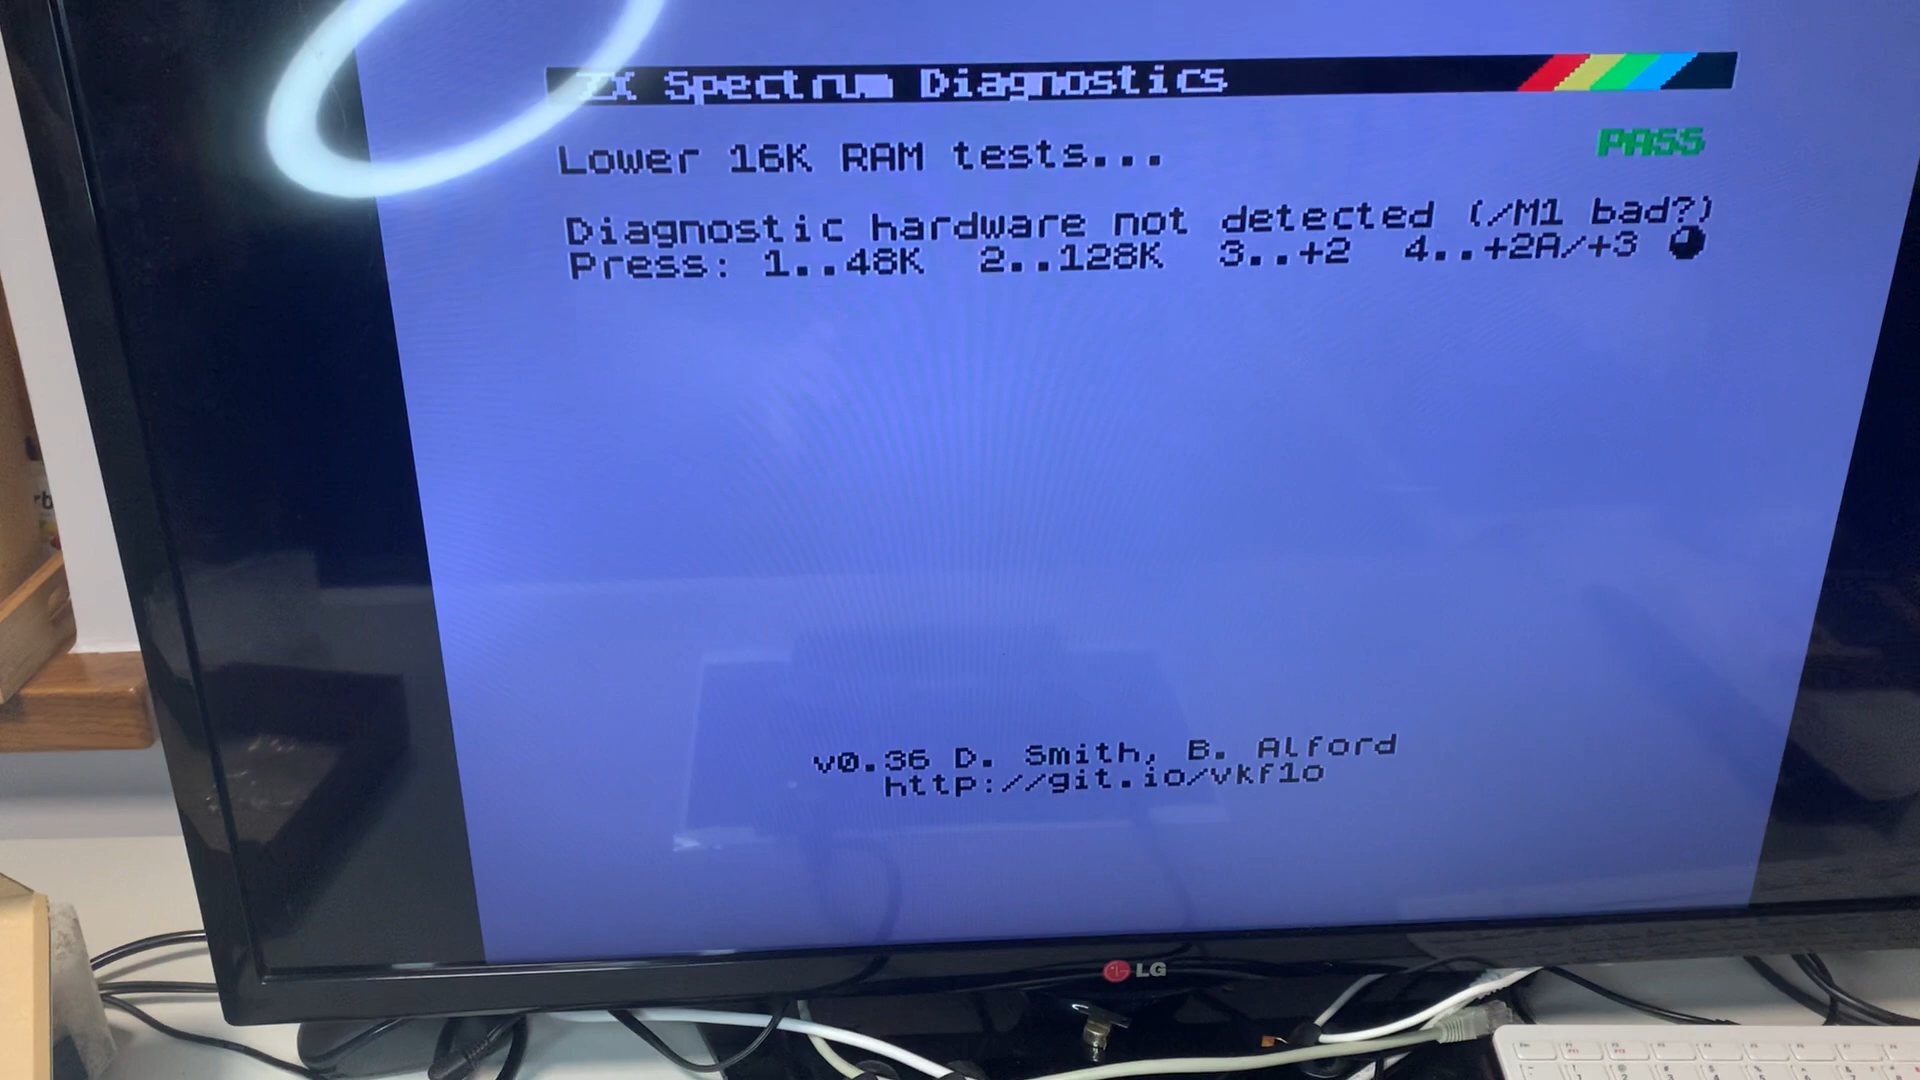 ZX Spectrum Diagnostics
Lower 16K RAM tests... PASS
Diagnostic hardware not detected (/M1 bad?)
Press: 1..48K 2..128K 3..+2 4..+2A/+3
v0.36 D. Smith, B. Alford
http://git.io/vkf1o
LG